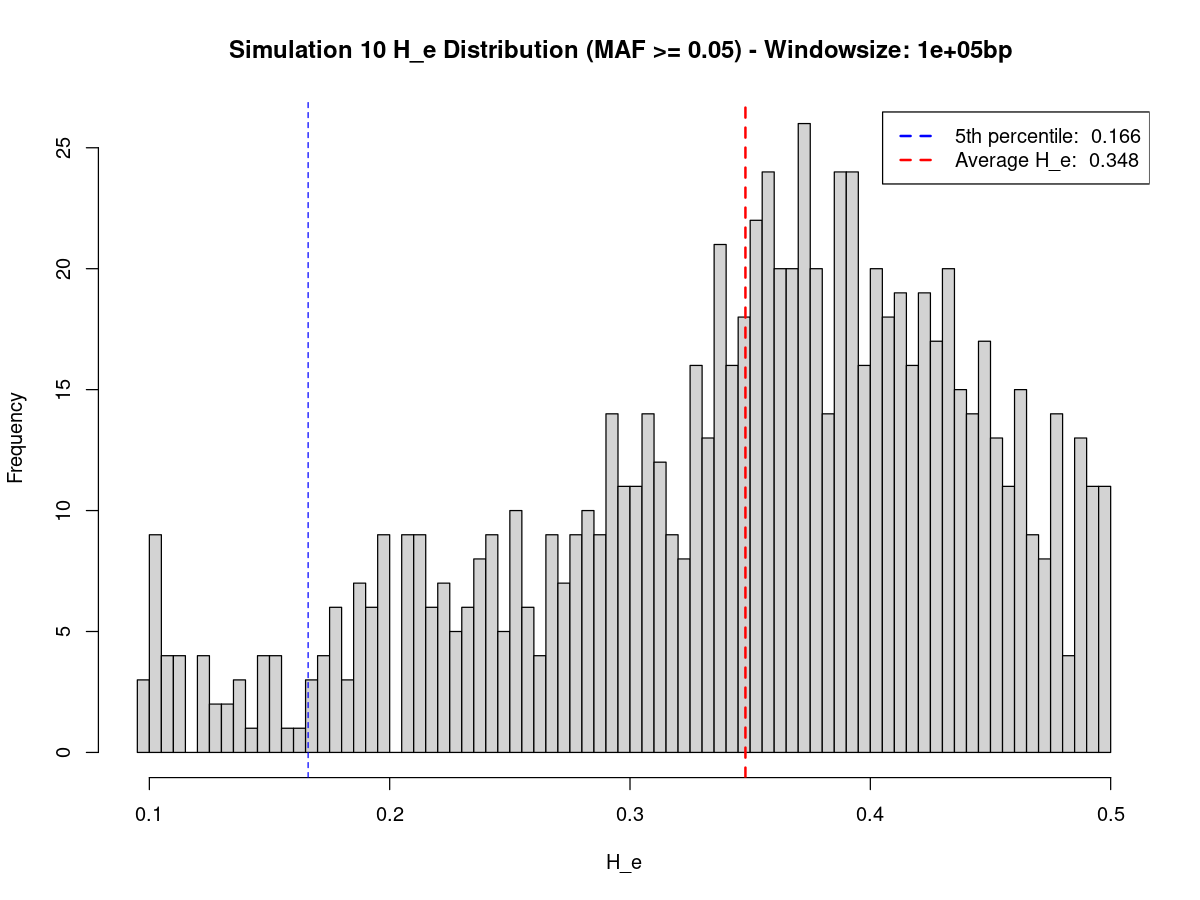 Simulation 10 H_e Distribution (MAF >= 0.05) - Windowsize: 1e+05bp
5th percentile: 0.166
Average H_e: 0.348
Frequency
25
20
15
10
5
0
0.1 0.2 0.3 0.4 0.5
H_e